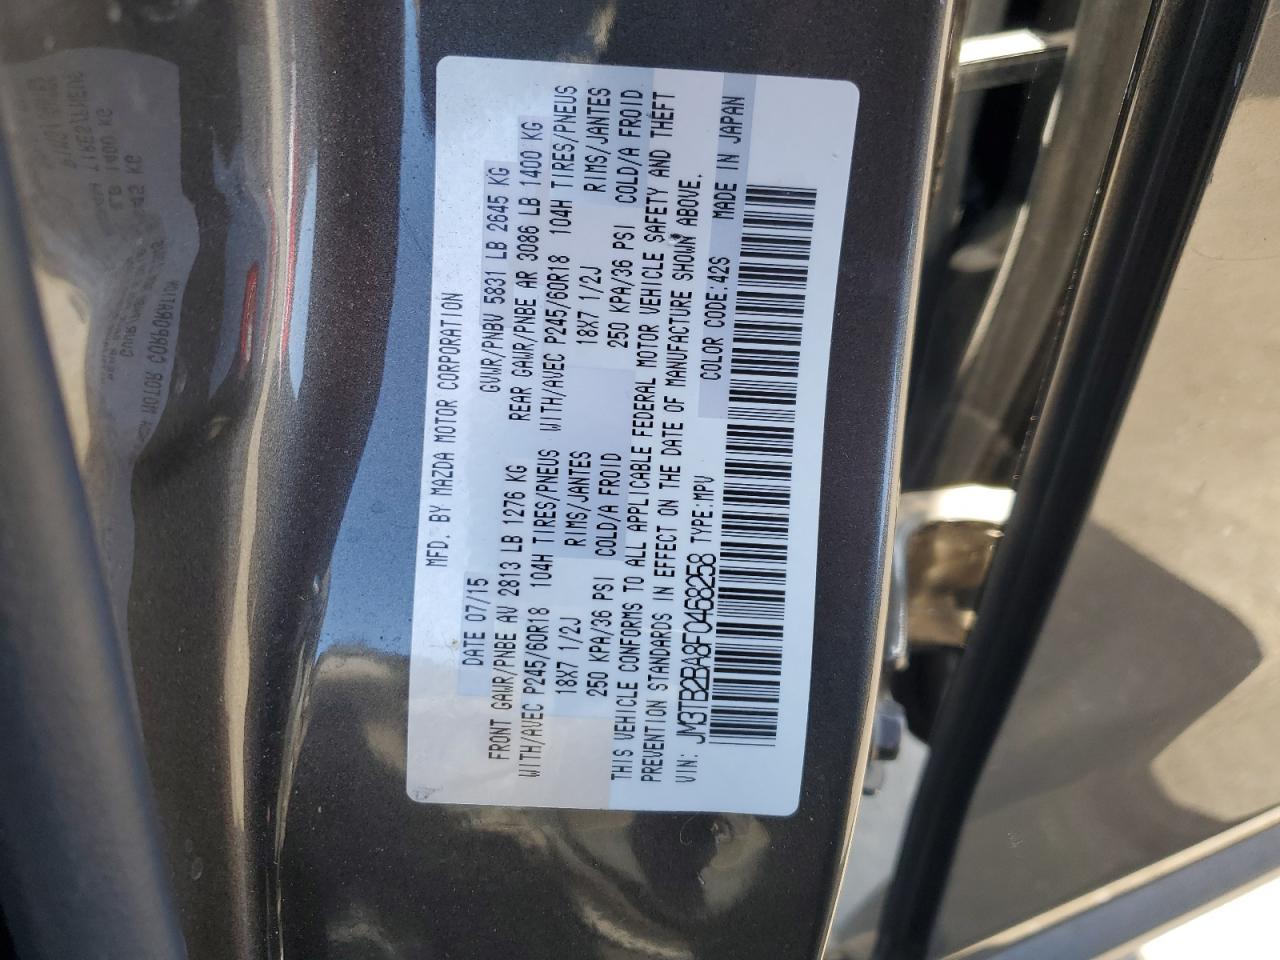 MFD. BY MAZDA MOTOR CORPORATION
DATE 07/15 GVWR/PNBV 5831 LB 2645 KG
FRONT GAWR/PNBE AV 2813 LB 1276 KG REAR GAWR/PNBE AR 3086 LB 1400 KG
WITH/AVEC P245/60R18 104H TIRES/PNEUS WITH/AVEC P245/60R18 104H TIRES/PNEUS
18X7 1/2J RIMS/JANTES 18X7 1/2J RIMS/JANTES
250 KPA/36 PSI COLD/A FROID 250 KPA/36 PSI COLD/A FROID
THIS VEHICLE CONFORMS TO ALL APPLICABLE FEDERAL MOTOR VEHICLE SAFETY AND THEFT
PREVENTION STANDARDS IN EFFECT ON THE DATE OF MANUFACTURE SHOWN ABOVE.
VIN: JM3TB2BA8F0468258 TYPE:MPV COLOR CODE:42S MADE IN JAPAN